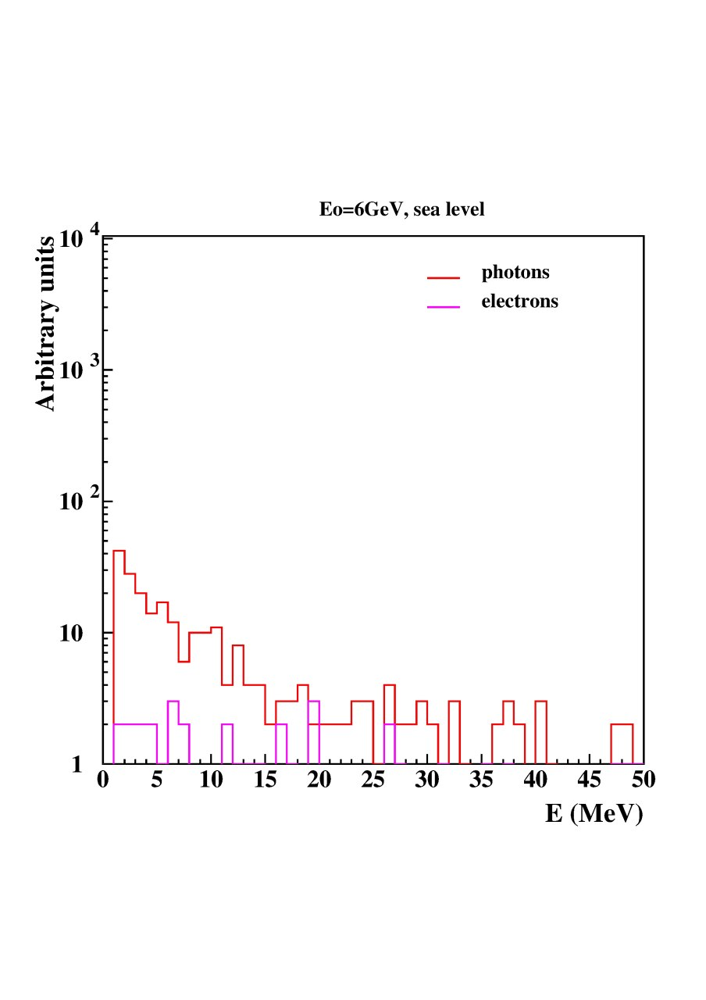 Eo=6GeV, sea level
Arbitrary units
photons
electrons
10 4
10 3
10 2
10
1
0 5 10 15 20 25 30 35 40 45 50
E (MeV)